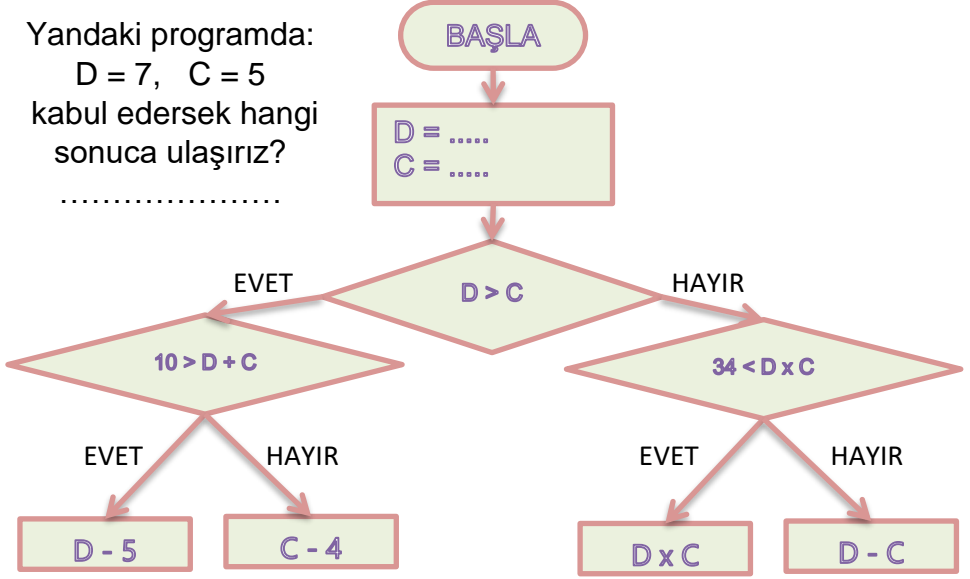 Yandaki programda:
D = 7, C = 5
kabul edersek hangi
sonuca ulaşırız?
.....................
BAŞLA
D = .....
C = .....
D > C
EVET
HAYIR
10 > D + C
34 < D x C
EVET
HAYIR
EVET
HAYIR
D - 5
C - 4
D x C
D - C